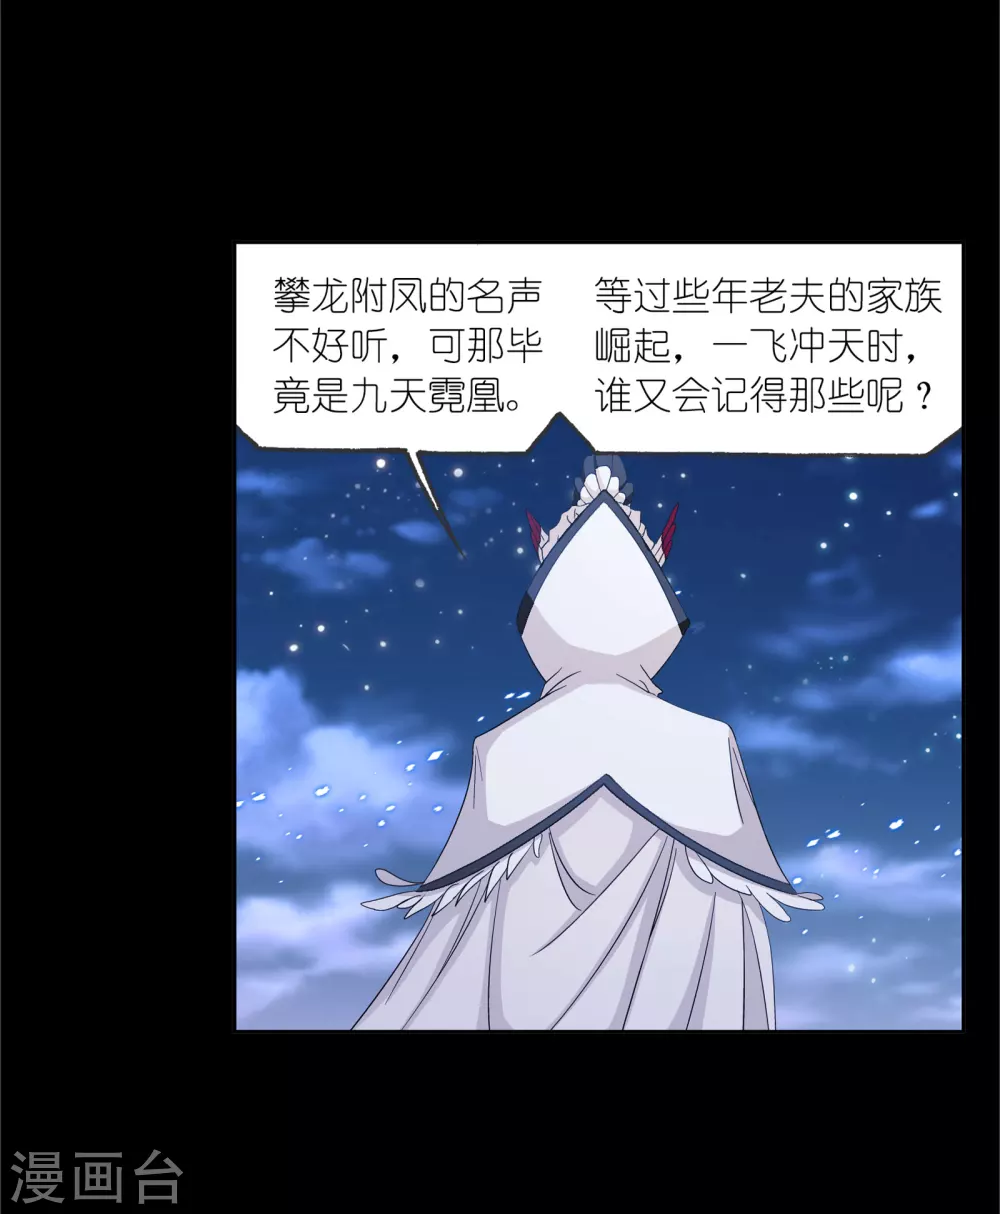 攀龙附凤的名声
不好听，可那毕
竟是九天霓凰。
等过些年老夫的家族
崛起，一飞冲天时，
谁又会记得那些呢？
漫画台